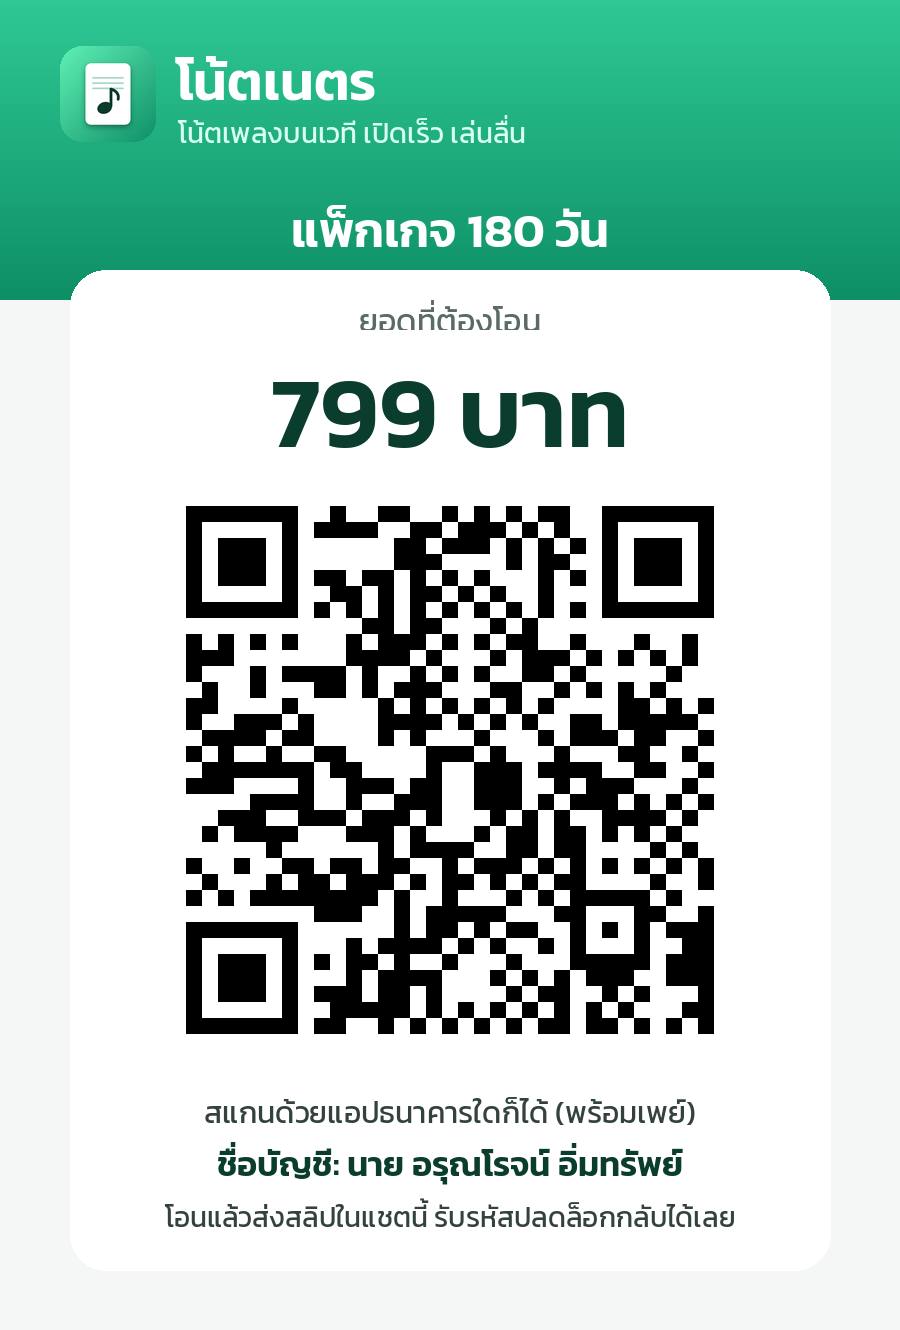 โน้ตเนตร
โน้ตเพลงบนเวที เปิดเร็ว เล่นลื่น
แพ็กเกจ 180 วัน
ยอดที่ต้องโอน
799 บาท
สแกนด้วยแอปธนาคารใดก็ได้ (พร้อมเพย์)
ชื่อบัญชี: นาย อรุณโรจน์ อิ่มทรัพย์
โอนแล้วส่งสลิปในแชตนี้ รับรหัสปลดล็อกกลับได้เลย